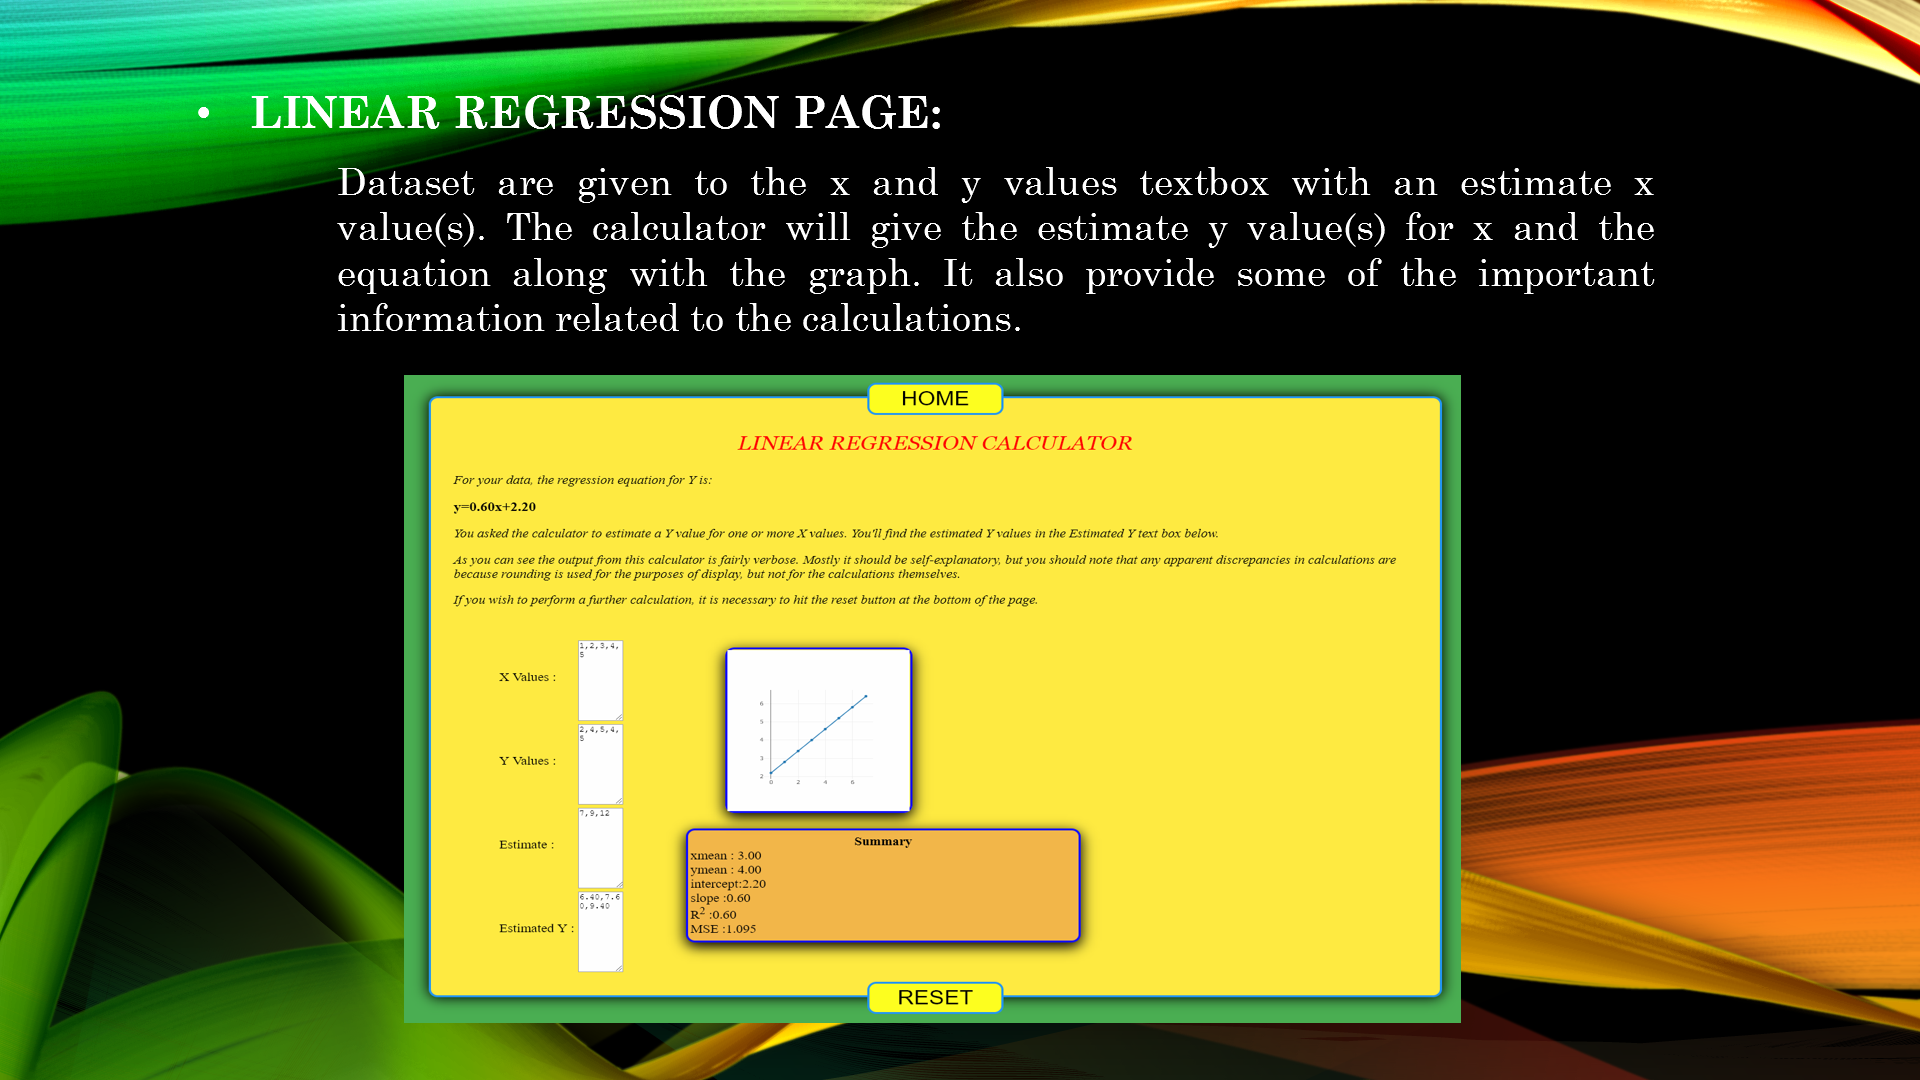 • LINEAR REGRESSION PAGE:
Dataset are given to the x and y values textbox with an estimate x
value(s). The calculator will give the estimate y value(s) for x and the
equation along with the graph. It also provide some of the important
information related to the calculations.
HOME
LINEAR REGRESSION CALCULATOR
For your data, the regression equation for Y is:
y=0.60x+2.20
You asked the calculator to estimate a Y value for one or more X values. You'll find the estimated Y values in the Estimated Y text box below.
As you can see the output from this calculator is fairly verbose. Mostly it should be self-explanatory, but you should note that any apparent discrepancies in calculations are
because rounding is used for the purposes of display, but not for the calculations themselves.
If you wish to perform a further calculation, it is necessary to hit the reset button at the bottom of the page.
X Values :
1,2,3,4,
5
Y Values :
2,4,5,4,
5
Estimate :
7,9,12
Estimated Y :
6.40,7.6
0,9.40
6
5
4
3
2
0 2 4 6
Summary
xmean : 3.00
ymean : 4.00
intercept:2.20
slope :0.60
R² :0.60
MSE :1.095
RESET